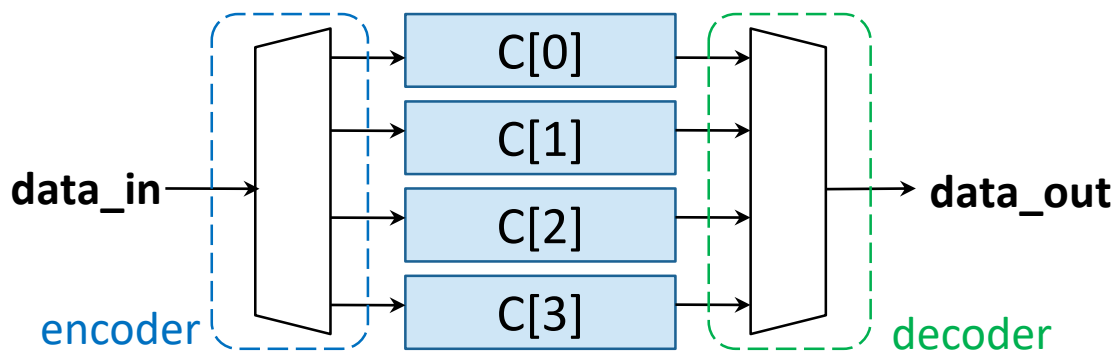 C[0]
C[1]
data_in
data_out
C[2]
C[3]
encoder
decoder